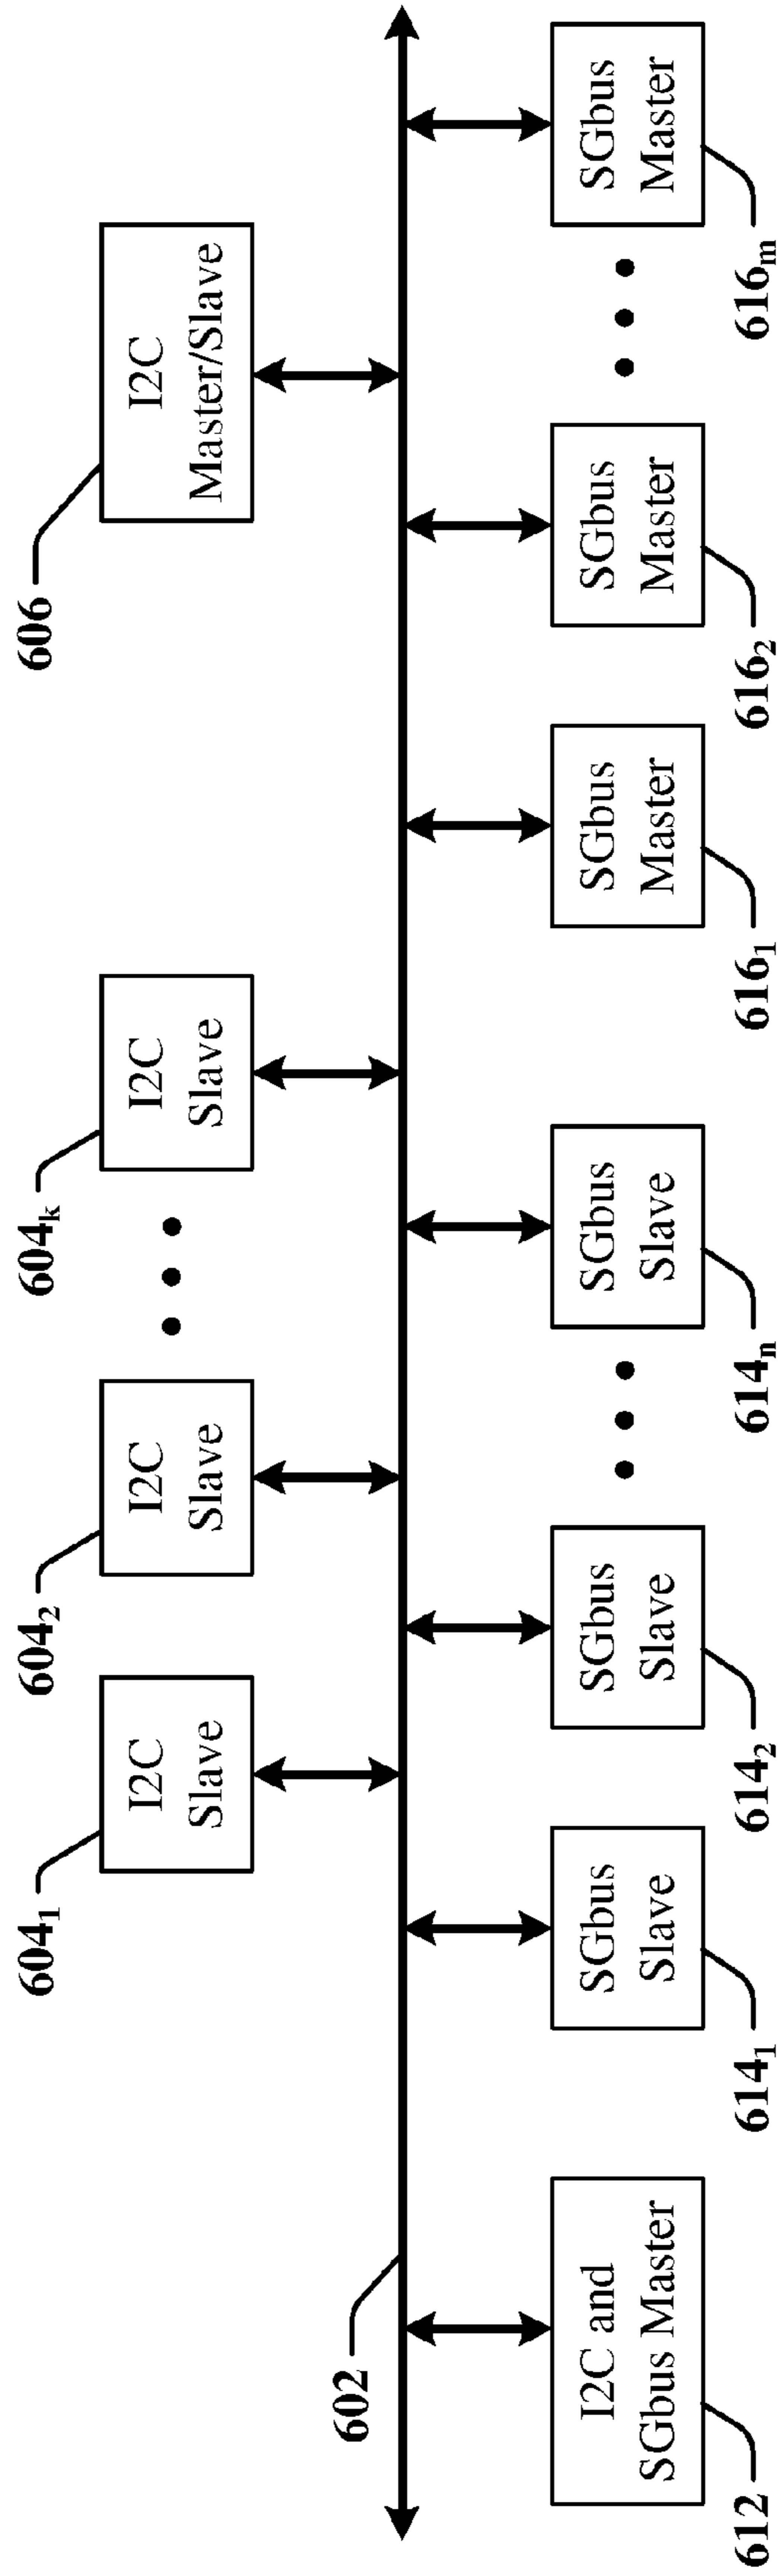 604₁
I2C
Slave
604₂
I2C
Slave
604ₖ
I2C
Slave
606
I2C
Master/Slave
602
612
I2C and
SGbus Master
614₁
SGbus
Slave
614₂
SGbus
Slave
614ₙ
SGbus
Slave
616₁
SGbus
Master
616₂
SGbus
Master
616ₘ
SGbus
Master